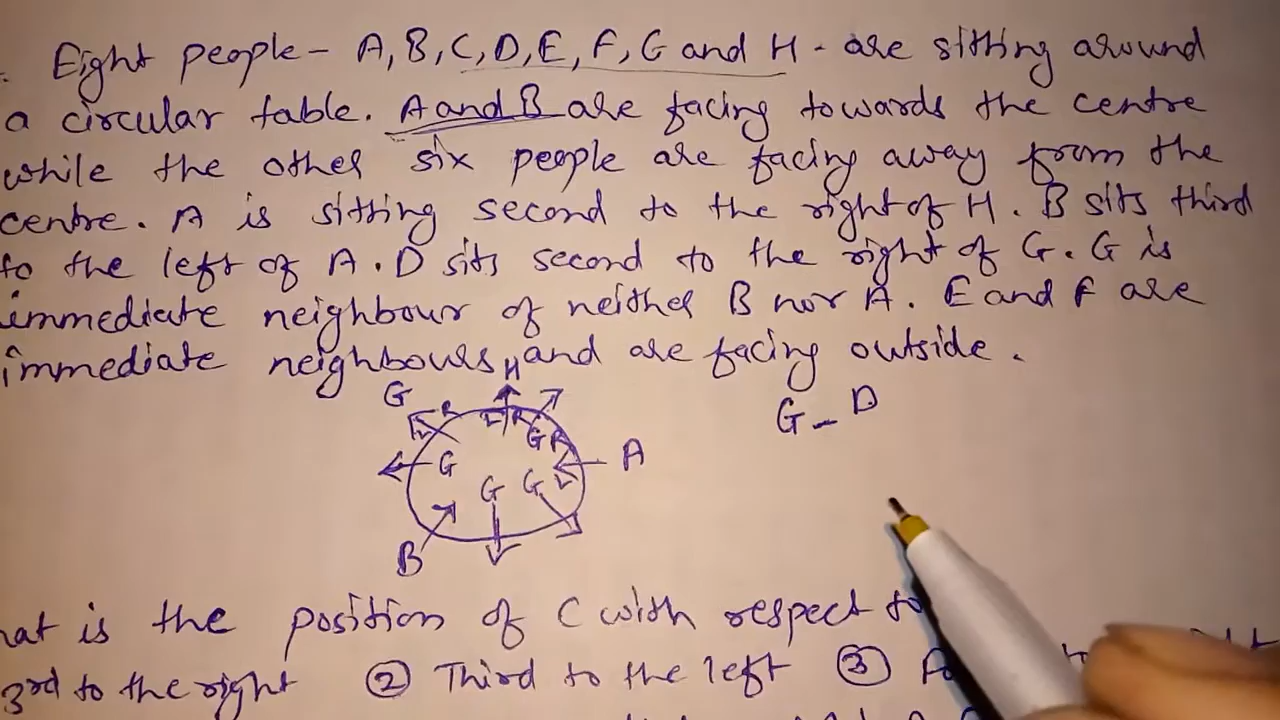 Eight people - A, B, C, D, E, F, G and H - are sitting around
a circular table. A and B are facing towards the centre
while the other six people are facing away from the
centre. A is sitting second to the right of H. B sits third
to the left of A. D sits second to the right of G. G is
immediate neighbour of neither B nor A. E and F are
immediate neighbours and are facing outside.
H
G R L R G R A L
G G G
B
G - D
is the position of C with respect to
3rd to the right ② Third to the left ③